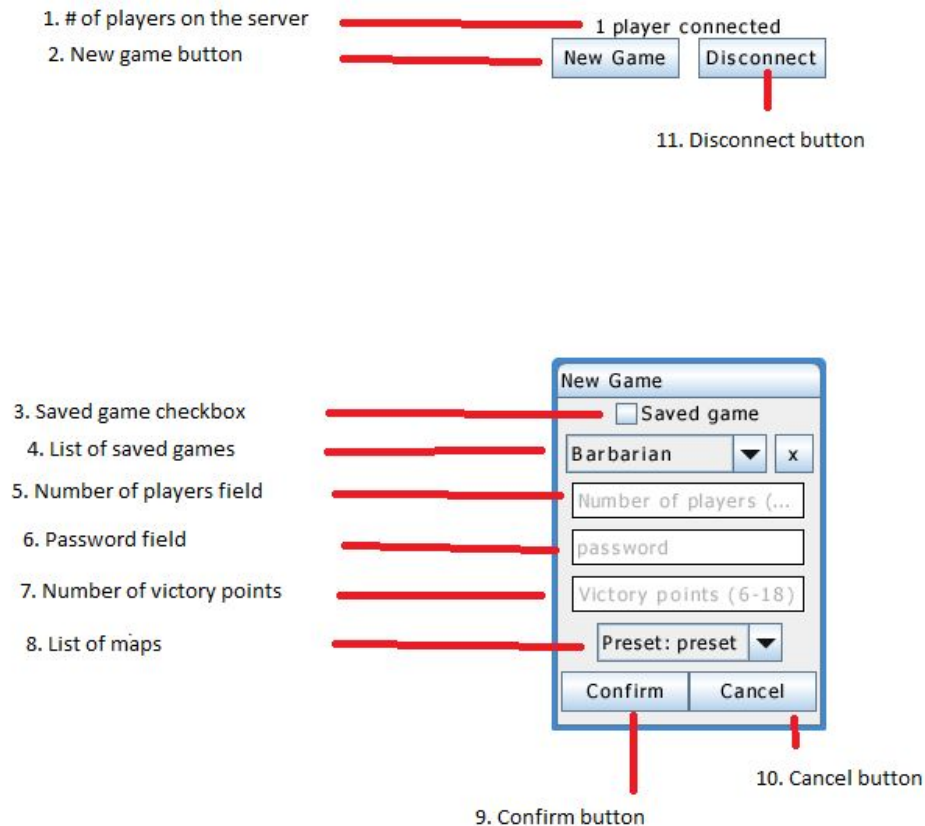 1. # of players on the server
1 player connected
2. New game button
New Game
Disconnect
11. Disconnect button
New Game
3. Saved game checkbox
Saved game
4. List of saved games
Barbarian
x
5. Number of players field
Number of players (...
6. Password field
password
7. Number of victory points
Victory points (6-18)
8. List of maps
Preset: preset
Confirm
Cancel
10. Cancel button
9. Confirm button